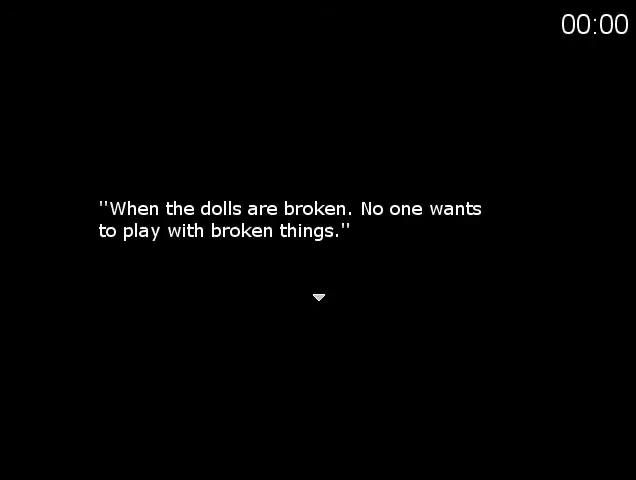 00:00
"When the dolls are broken. No one wants
to play with broken things."